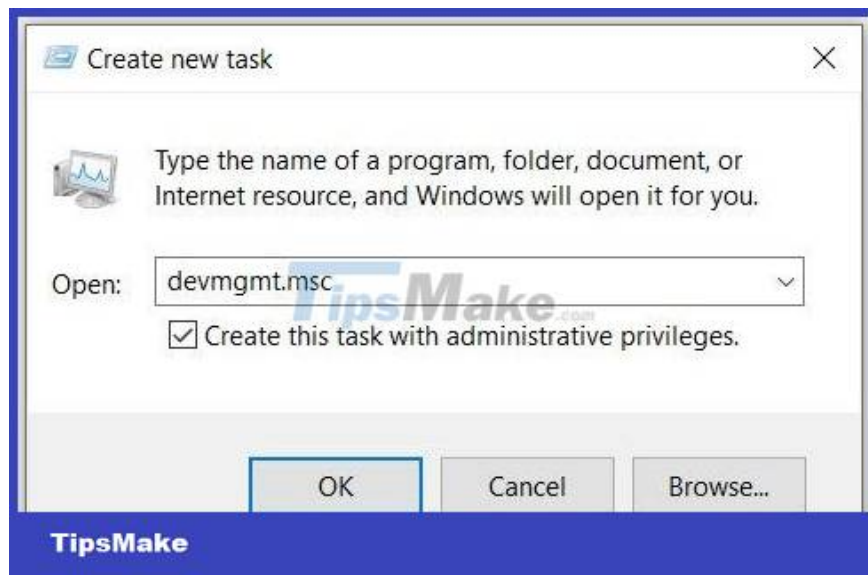 Create new task
Type the name of a program, folder, document, or
Internet resource, and Windows will open it for you.
Open: devmgmt.msc
TipsMake.com
Create this task with administrative privileges.
OK Cancel Browse...
TipsMake